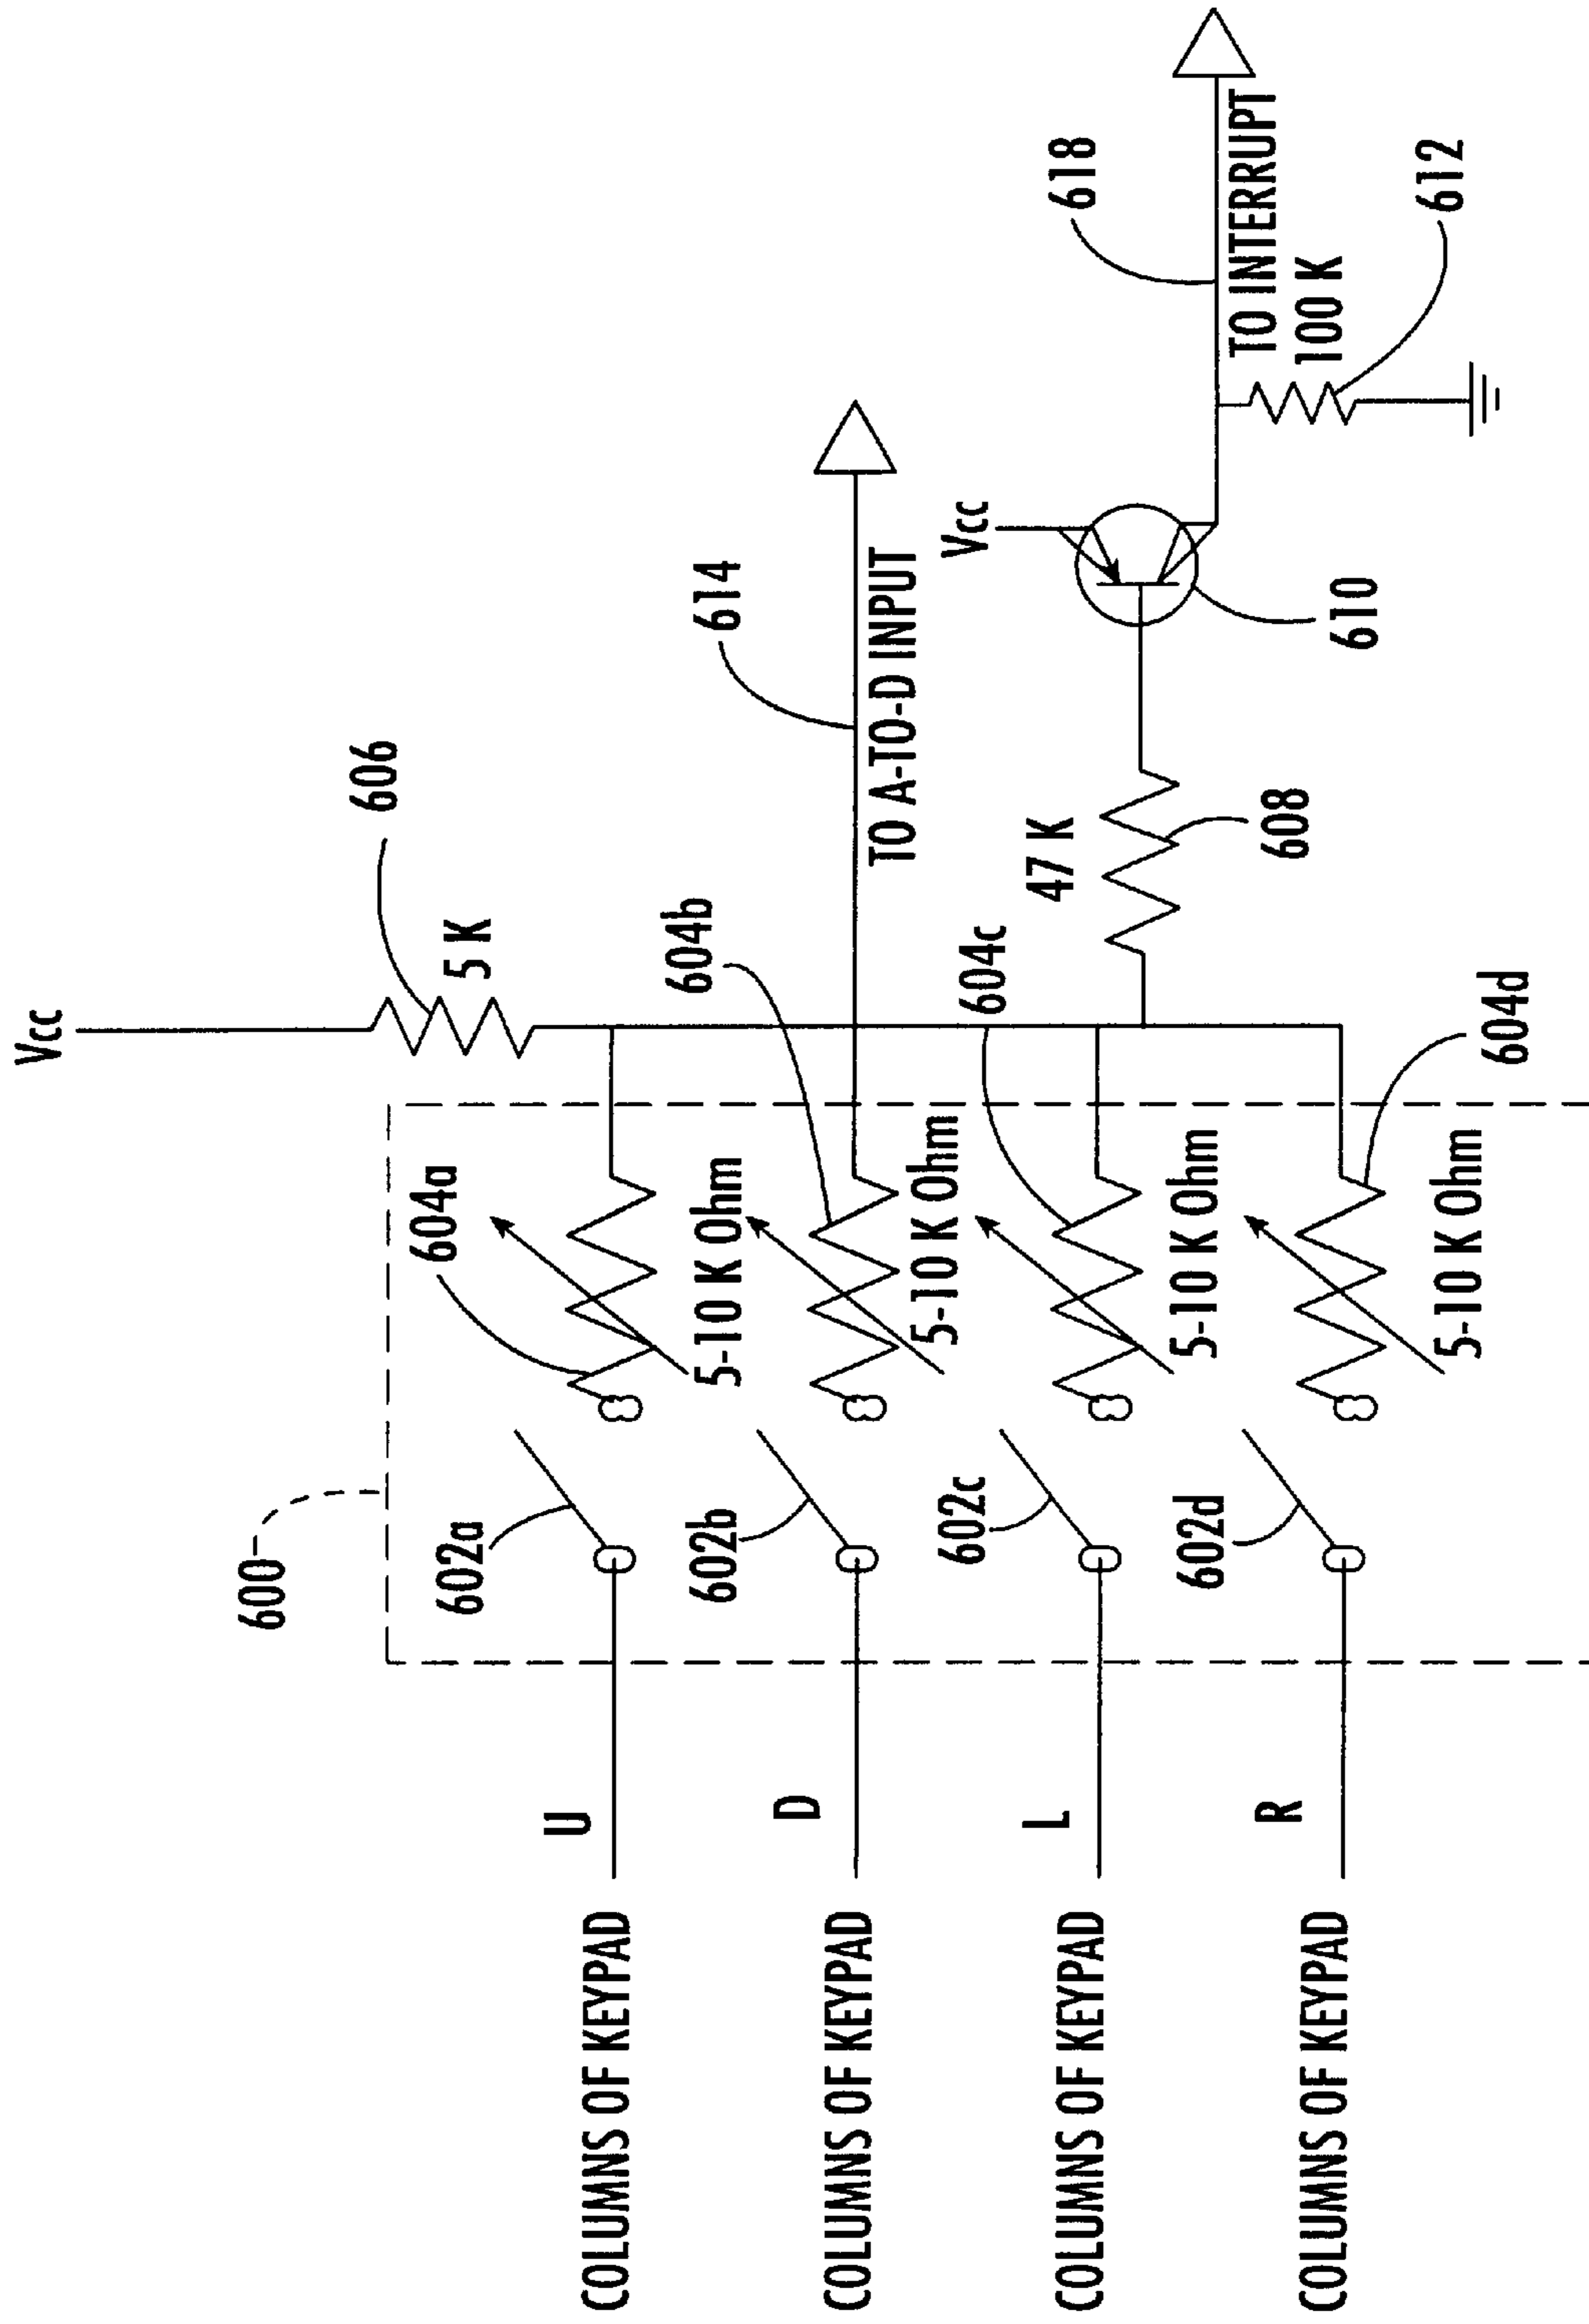 Vcc
606
5 K
600
604a
602a
U
COLUMNS OF KEYPAD
5-10 K Ohm
604b
614
TO A-TO-D INPUT
602b
D
COLUMNS OF KEYPAD
5-10 K Ohm
604c
47 K
608
Vcc
610
618
TO INTERRUPT
100 K
612
602c
L
COLUMNS OF KEYPAD
5-10 K Ohm
604d
602d
R
COLUMNS OF KEYPAD
5-10 K Ohm